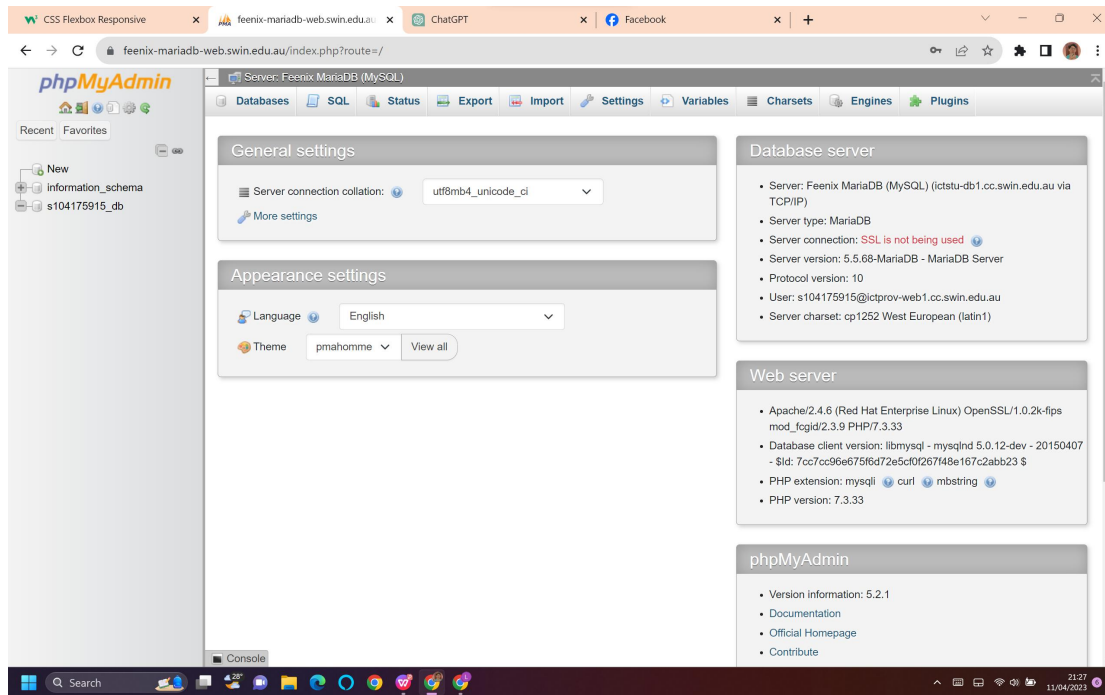 CSS Flexbox Responsive
feenix-mariadb-web.swin.edu.au
ChatGPT
Facebook
feenix-mariadb-web.swin.edu.au/index.php?route=/
phpMyAdmin
Recent Favorites
New
information_schema
s104175915_db
Server: Feenix MariaDB (MySQL)
Databases SQL Status Export Import Settings Variables Charsets Engines Plugins
General settings
Server connection collation: utf8mb4_unicode_ci
More settings
Appearance settings
Language English
Theme pmahomme View all
Database server
Server: Feenix MariaDB (MySQL) (ictstu-db1.cc.swin.edu.au via
TCP/IP)
Server type: MariaDB
Server connection: SSL is not being used
Server version: 5.5.68-MariaDB - MariaDB Server
Protocol version: 10
User: s104175915@ictprov-web1.cc.swin.edu.au
Server charset: cp1252 West European (latin1)
Web server
Apache/2.4.6 (Red Hat Enterprise Linux) OpenSSL/1.0.2k-fips
mod_fcgid/2.3.9 PHP/7.3.33
Database client version: libmysql - mysqlnd 5.0.12-dev - 20150407
- $Id: 7cc7cc96e675f6d72e5cf0f267f48e167c2abb23 $
PHP extension: mysqli curl mbstring
PHP version: 7.3.33
phpMyAdmin
Version information: 5.2.1
Documentation
Official Homepage
Contribute
Console
Search
28°
21:27
11/04/2023